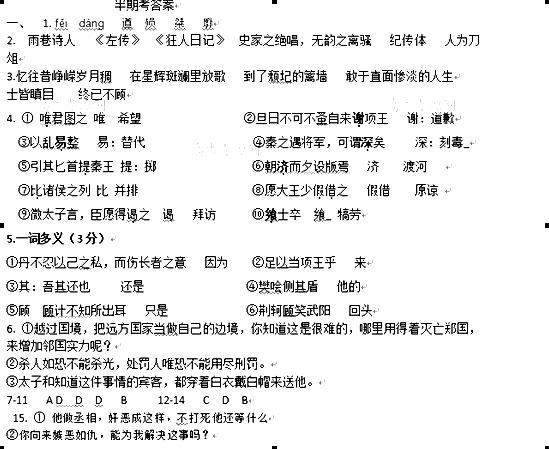 半期考答案
一、 1. fěi dáng 道 殒 桀 廓
2. 雨巷诗人 《左传》《狂人日记》 史家之绝唱，无韵之离骚 纪传体 人为刀
俎
3.忆往昔峥嵘岁月稠 在星辉斑斓里放歌 到了颓圮的篱墙 敢于直面惨淡的人生
士皆瞋目 终已不顾
4. ① 唯君图之 唯 希望 ②旦日不可不蚤自来谢项王 谢: 道歉
③以乱易整 易: 替代 ④秦之遇将军，可谓深矣 深: 刻毒
⑤引其匕首提秦王 提: 掷 ⑥朝济而夕设版焉 济 渡河
⑦比诸侯之列 比 并排 ⑧愿大王少假借之 假借 原谅
⑨微太子言，臣愿得谒之 谒 拜访 ⑩飨士卒 飨 犒劳
5.一词多义（3 分）
①丹不忍以己之私，而伤长者之意 因为 ②足以当项王乎 来
③其: 吾其还也 还是 ④樊哙侧其盾 他的
⑤顾 顾计不知所出耳 只是 ⑥荆轲顾笑武阳 回头
6. ①越过国境，把远方国家当做自己的边境，你知道这是很难的，哪里用得着灭亡郑国，
来增加邻国实力呢？
②杀人如恐不能杀光，处罚人唯恐不能用尽刑罚。
③太子和知道这件事情的宾客，都穿着白衣戴白帽来送他。
7-11 A D D D B 12-14 C D B
15. ① 他做丞相，奸恶成这样，不打死他还等什么
②你向来嫉恶如仇，能为我解决这事吗？